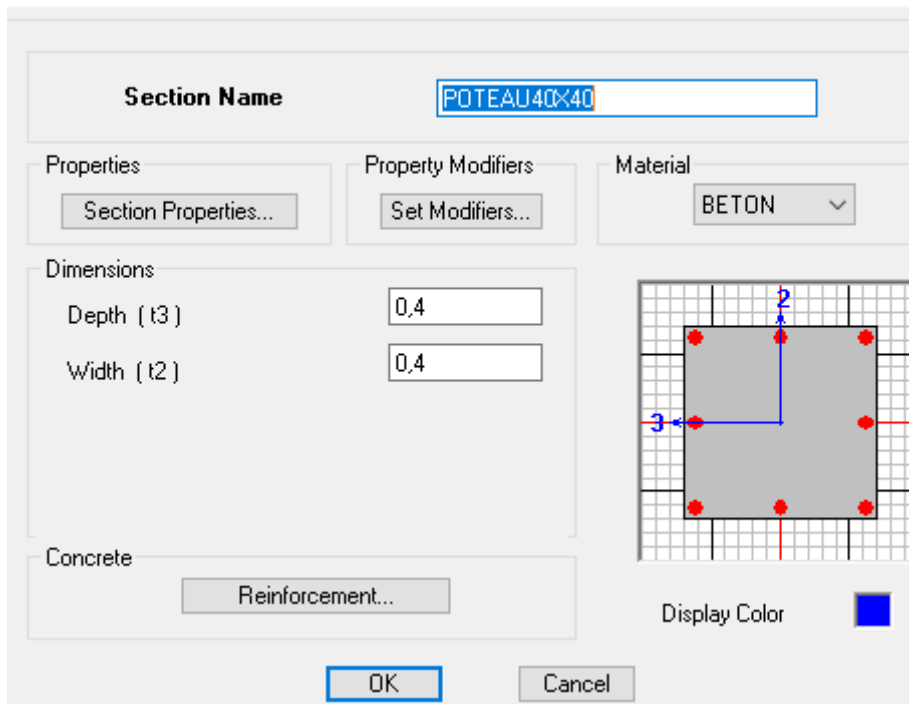 Section Name
POTEAU40X40
Properties
Property Modifiers
Material
Section Properties...
Set Modifiers...
BETON
Dimensions
Depth ( t3 )
0,4
Width ( t2 )
0,4
2
3
Concrete
Reinforcement...
Display Color
OK
Cancel